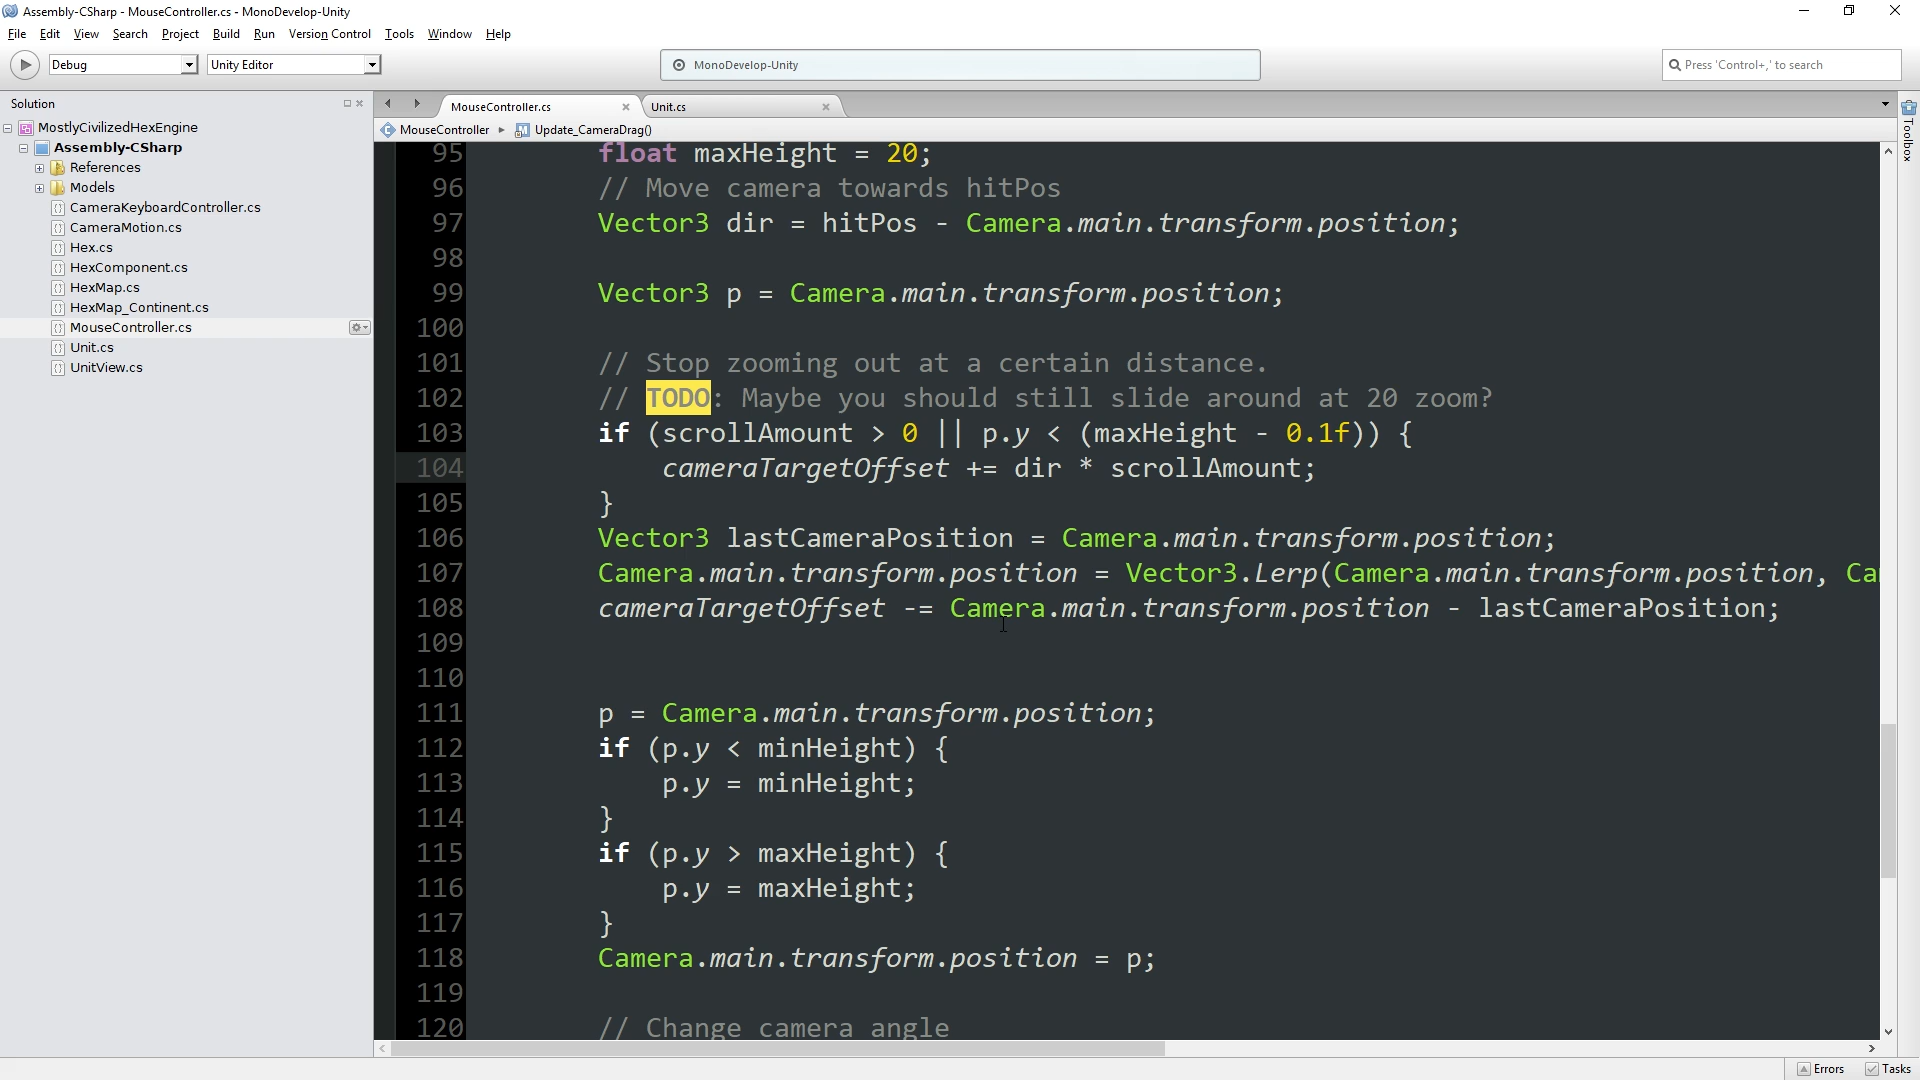 Assembly-CSharp - MouseController.cs - MonoDevelop-Unity
File Edit View Search Project Build Run Version Control Tools Window Help
Debug Unity Editor MonoDevelop-Unity Press 'Control+,' to search
Solution
MostlyCivilizedHexEngine
Assembly-CSharp
References
Models
CameraKeyboardController.cs
CameraMotion.cs
Hex.cs
HexComponent.cs
HexMap.cs
HexMap_Continent.cs
MouseController.cs
Unit.cs
UnitView.cs
MouseController.cs Unit.cs
MouseController ▸ Update_CameraDrag()
95 float maxHeight = 20;
96 // Move camera towards hitPos
97 Vector3 dir = hitPos - Camera.main.transform.position;
98
99 Vector3 p = Camera.main.transform.position;
100
101 // Stop zooming out at a certain distance.
102 // TODO: Maybe you should still slide around at 20 zoom?
103 if (scrollAmount > 0 || p.y < (maxHeight - 0.1f)) {
104 cameraTargetOffset += dir * scrollAmount;
105 }
106 Vector3 lastCameraPosition = Camera.main.transform.position;
107 Camera.main.transform.position = Vector3.Lerp(Camera.main.transform.position, Ca
108 cameraTargetOffset -= Camera.main.transform.position - lastCameraPosition;
109
110
111 p = Camera.main.transform.position;
112 if (p.y < minHeight) {
113 p.y = minHeight;
114 }
115 if (p.y > maxHeight) {
116 p.y = maxHeight;
117 }
118 Camera.main.transform.position = p;
119
120 // Change camera angle
Toolbox
Errors Tasks